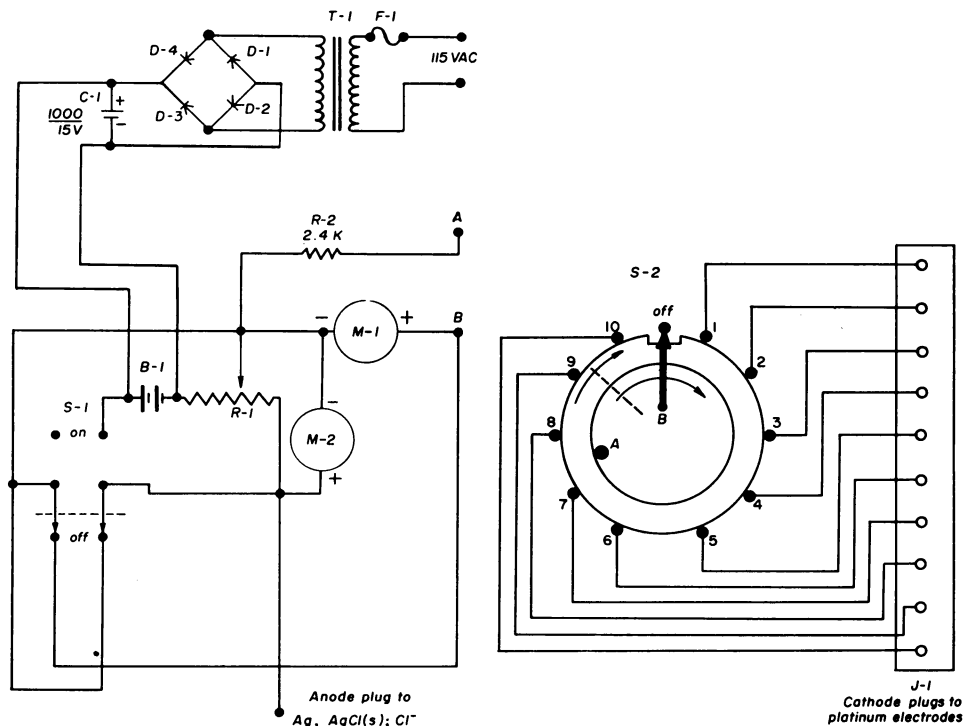 T-1 F-1
D-4 D-1
115 VAC
C-1 +
1000
15V
-
D-3 D-2
R-2
2.4 K
A
- M-1 + B
B-1
S-1
on
R-1
-
M-2
+
off
Anode plug to
Ag, AgCl(s); Cl⁻
S-2
off
10 1
9 2
B
8 3
A
7 4
6 5
J-1
Cathode plugs to
platinum electrodes